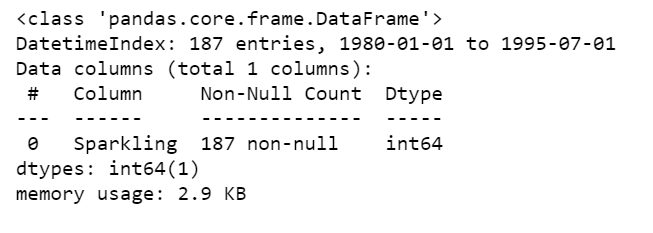 <class 'pandas.core.frame.DataFrame'>
DatetimeIndex: 187 entries, 1980-01-01 to 1995-07-01
Data columns (total 1 columns):
 #   Column     Non-Null Count  Dtype
---  ------     --------------  -----
 0   Sparkling  187 non-null    int64
dtypes: int64(1)
memory usage: 2.9 KB